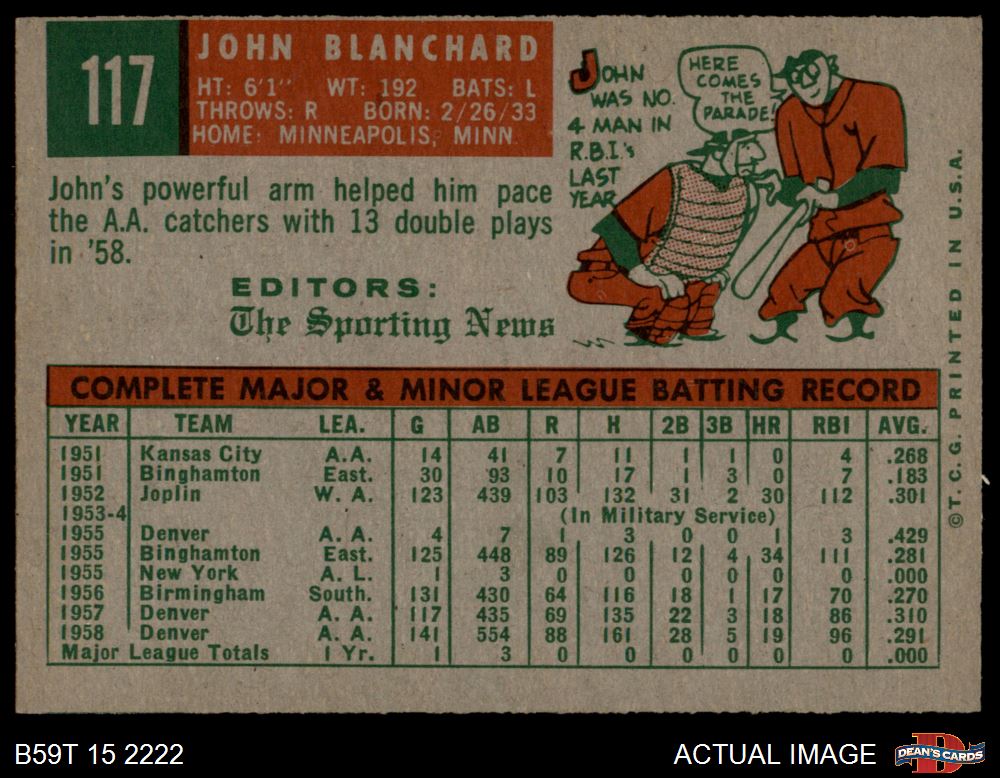 117
JOHN BLANCHARD
HT: 6'1" WT: 192 BATS: L
THROWS: R BORN: 2/26/33
HOME: MINNEAPOLIS, MINN.
John's powerful arm helped him pace
the A.A. catchers with 13 double plays
in '58.
EDITORS:
The Sporting News
JOHN
WAS NO.
4 MAN IN
R.B.I.'s
LAST
YEAR
HERE
COMES
THE
PARADE!
COMPLETE MAJOR & MINOR LEAGUE BATTING RECORD
YEAR TEAM LEA. G AB R H 2B 3B HR RBI AVG.
1951 Kansas City A.A. 14 41 7 11 1 1 0 4 .268
1951 Binghamton East. 30 93 10 17 1 3 0 7 .183
1952 Joplin W. A. 123 439 103 132 31 2 30 112 .301
1953-4 (In Military Service)
1955 Denver A. A. 4 7 1 3 0 0 1 3 .429
1955 Binghamton East. 125 448 89 126 12 4 34 111 .281
1955 New York A. L. 1 3 0 0 0 0 0 0 .000
1956 Birmingham South. 131 430 64 116 18 1 17 70 .270
1957 Denver A. A. 117 435 69 135 22 3 18 86 .310
1958 Denver A. A. 141 554 88 161 28 5 19 96 .291
Major League Totals 1 Yr. 1 3 0 0 0 0 0 0 .000
©T. C. G. PRINTED IN U.S.A.
B59T 15 2222
ACTUAL IMAGE
DEAN'S CARDS